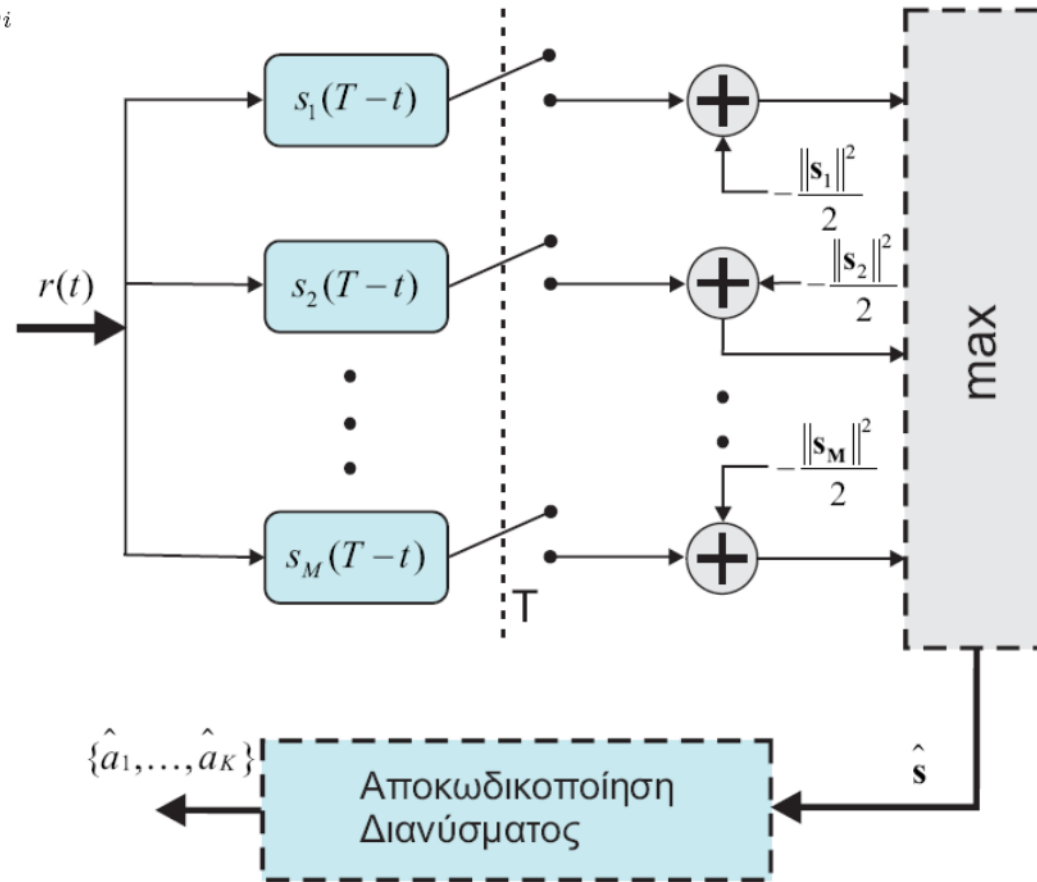 i
s₁(T−t)
−‖s₁‖²/2
r(t)
s₂(T−t)
−‖s₂‖²/2
max
−‖s_M‖²/2
s_M(T−t)
T
{â₁,…,â_K}
Αποκωδικοποίηση
Διανύσματος
ŝ